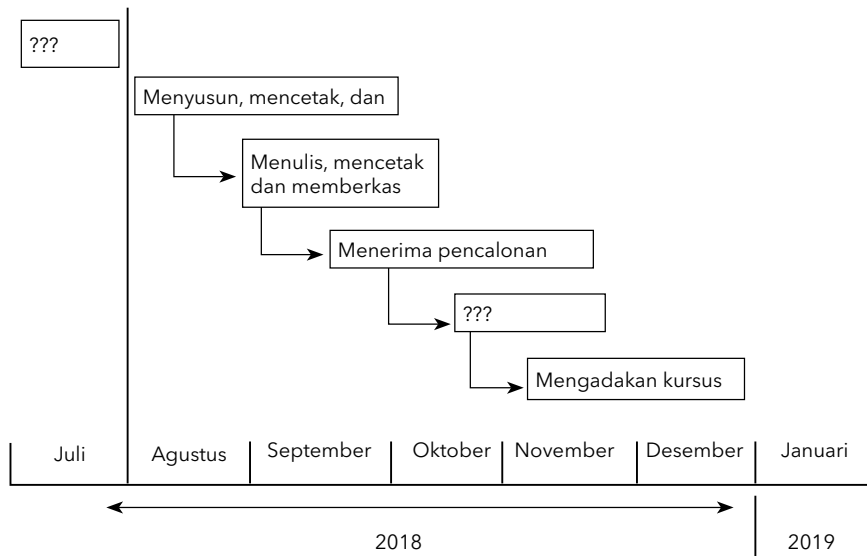 ???
Menyusun, mencetak, dan
Menulis, mencetak
dan memberkas
Menerima pencalonan
???
Mengadakan kursus
Juli
Agustus
September
Oktober
November
Desember
Januari
2018
2019